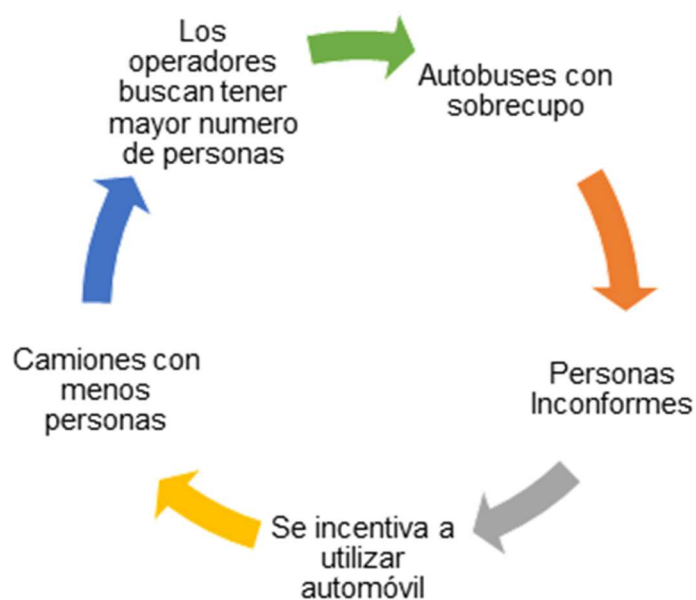 Los
operadores
buscan tener
mayor numero
de personas
Autobuses con
sobrecupo
Personas
Inconformes
Se incentiva a
utilizar
automóvil
Camiones con
menos
personas